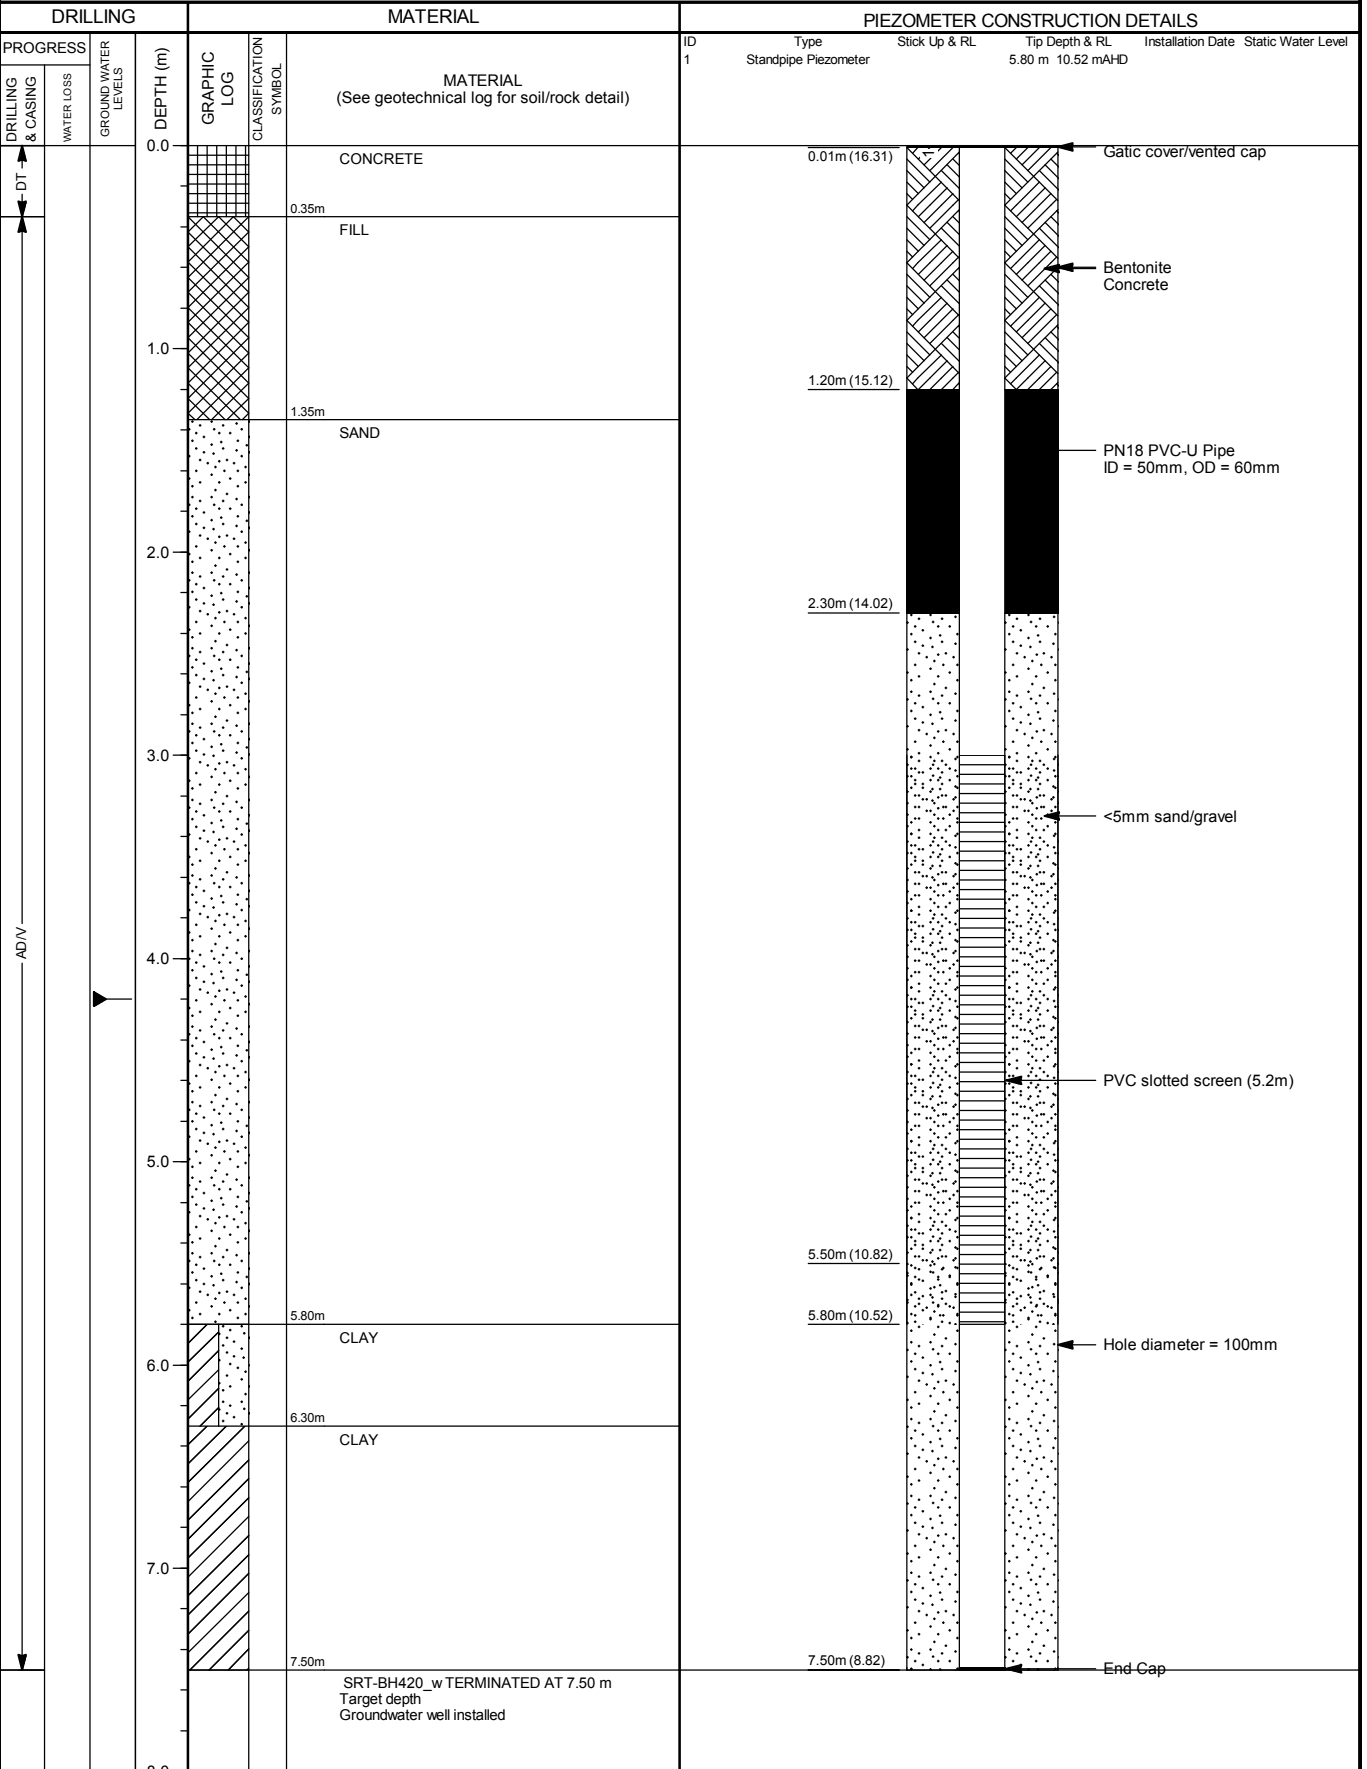 DRILLING
MATERIAL
PIEZOMETER CONSTRUCTION DETAILS
PROGRESS
DRILLING
& CASING
WATER LOSS
GROUND WATER
LEVELS
DEPTH (m)
GRAPHIC
LOG
CLASSIFICATION
SYMBOL
MATERIAL
(See geotechnical log for soil/rock detail)
ID Type Stick Up & RL Tip Depth & RL Installation Date Static Water Level
1 Standpipe Piezometer 5.80 m 10.52 mAHD
0.0
DT
CONCRETE
0.01m (16.31)
1
Gatic cover/vented cap
0.35m
FILL
Bentonite
Concrete
1.0
1.20m (15.12)
1.35m
SAND
PN18 PVC-U Pipe
ID = 50mm, OD = 60mm
2.0
2.30m (14.02)
3.0
<5mm sand/gravel
AD/V
4.0
PVC slotted screen (5.2m)
5.0
5.50m (10.82)
5.80m
5.80m (10.52)
CLAY
Hole diameter = 100mm
6.0
6.30m
CLAY
7.0
7.50m
7.50m (8.82)
End Cap
SRT-BH420_w TERMINATED AT 7.50 m
Target depth
Groundwater well installed